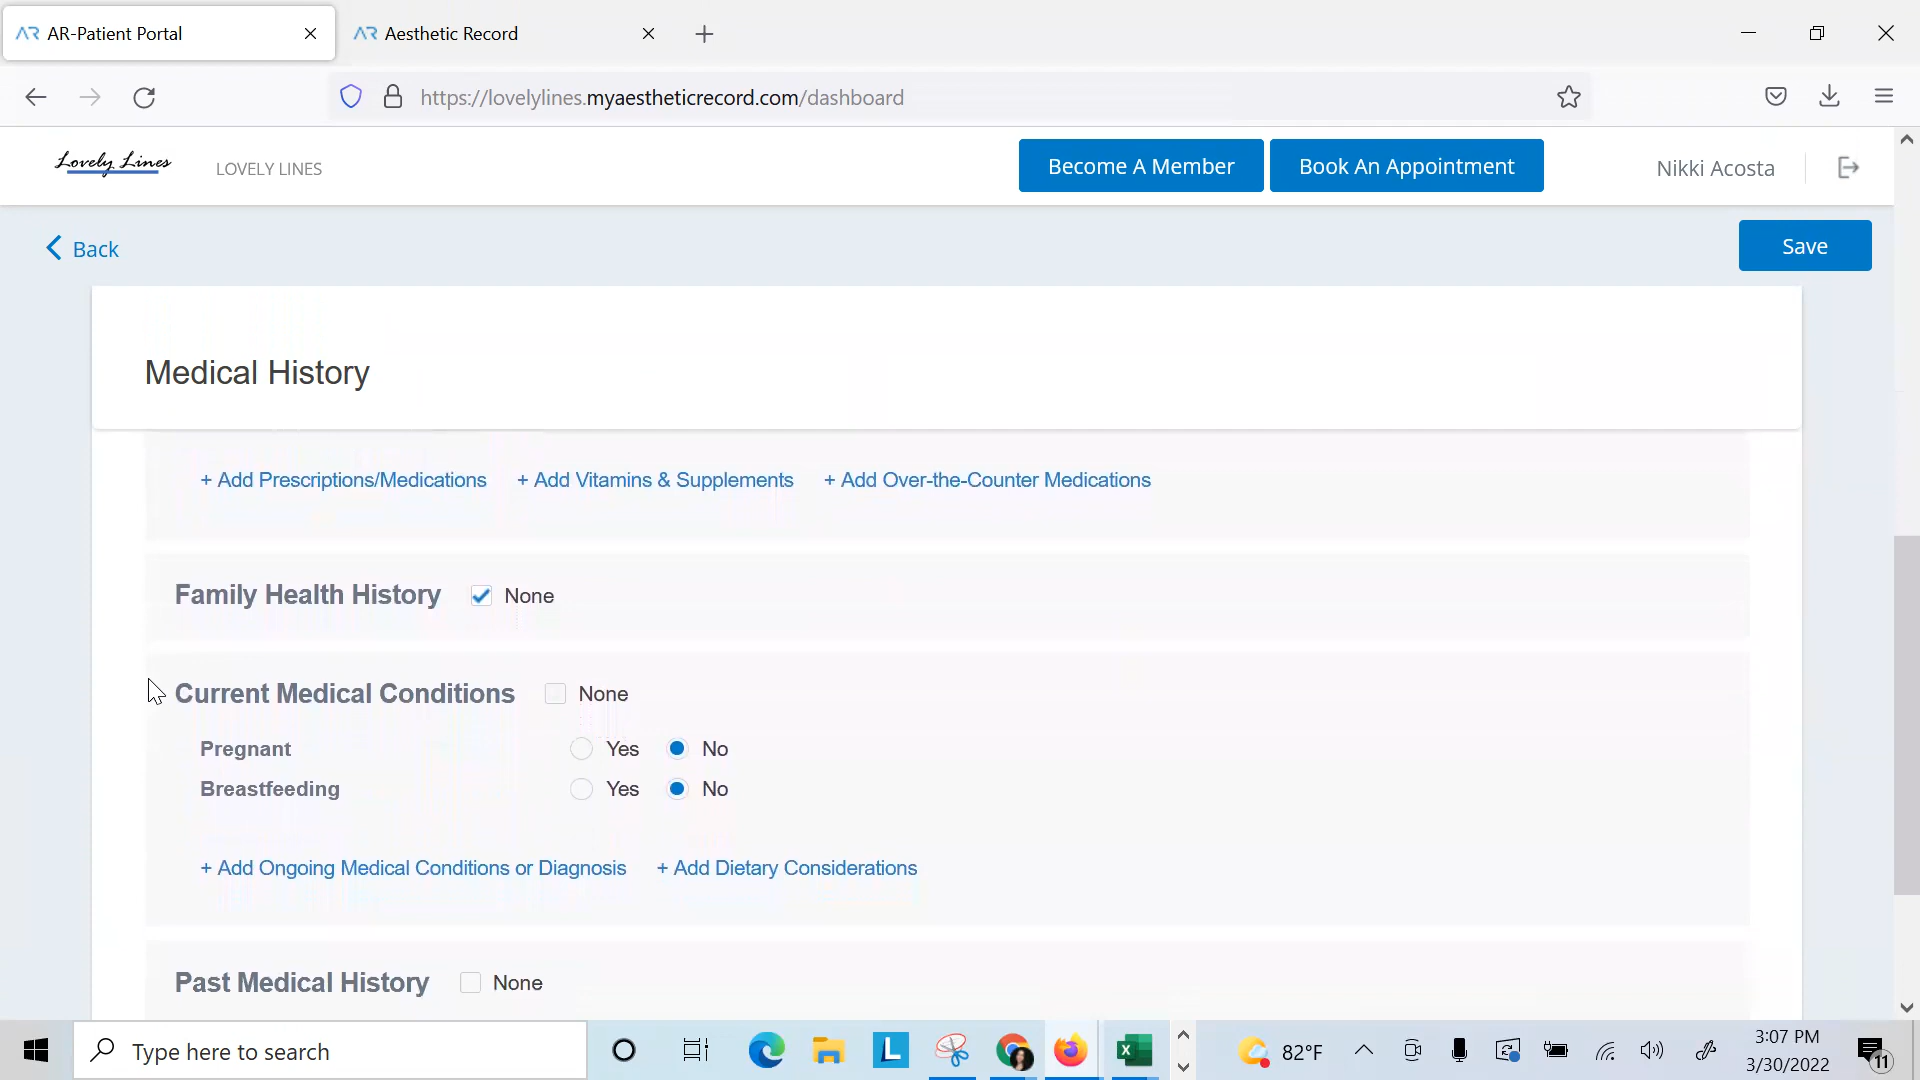 AR AR-Patient Portal
AR Aesthetic Record
https://lovelylines.myaestheticrecord.com/dashboard
Lovely Lines
LOVELY LINES
Become A Member
Book An Appointment
Nikki Acosta
Back
Save
Medical History
+ Add Prescriptions/Medications + Add Vitamins & Supplements + Add Over-the-Counter Medications
Family Health History None
Current Medical Conditions None
Pregnant Yes No
Breastfeeding Yes No
+ Add Ongoing Medical Conditions or Diagnosis + Add Dietary Considerations
Past Medical History None
Type here to search
L
X
82°F
3:07 PM
3/30/2022
11